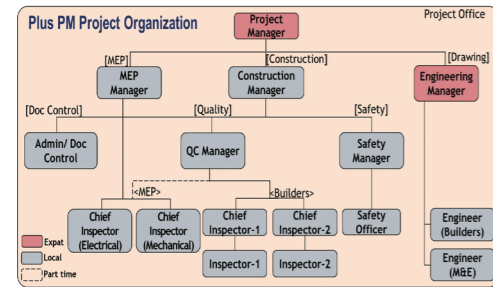 Plus PM Project Organization
Project Office
Project
Manager
[MEP]
[Construction]
[Drawing]
MEP
Manager
Construction
Manager
Engineering
Manager
[Doc Control]
[Quality]
[Safety]
Admin/ Doc
Control
QC Manager
Safety
Manager
<MEP>
<Builders>
Chief
Inspector
(Electrical)
Chief
Inspector
(Mechanical)
Chief
Inspector-1
Chief
Inspector-2
Safety
Officer
Engineer
(Builders)
Inspector-1
Inspector-2
Engineer
(M&E)
Expat
Local
Part time